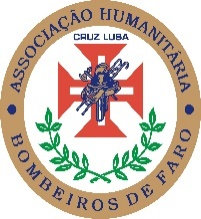 ASSOCIAÇÃO HUMANITÁRIA
CRUZ LUSA
BOMBEIROS DE FARO